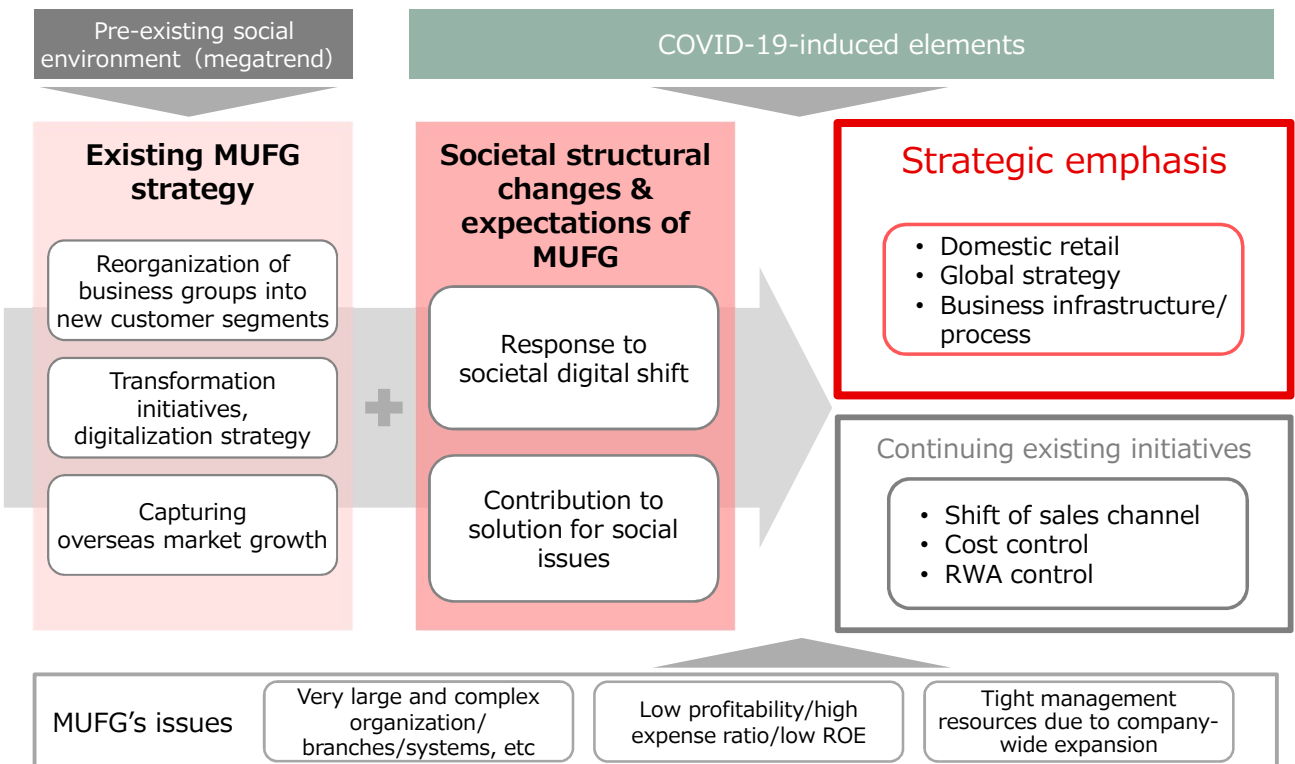 Pre-existing social
environment（megatrend）
COVID-19-induced elements
Existing MUFG
strategy
Reorganization of
business groups into
new customer segments
Transformation
initiatives,
digitalization strategy
Capturing
overseas market growth
Societal structural
changes &
expectations of
MUFG
Response to
societal digital shift
Contribution to
solution for social
issues
Strategic emphasis
• Domestic retail
• Global strategy
• Business infrastructure/
process
Continuing existing initiatives
• Shift of sales channel
• Cost control
• RWA control
MUFG’s issues
Very large and complex
organization/
branches/systems, etc
Low profitability/high
expense ratio/low ROE
Tight management
resources due to company-
wide expansion